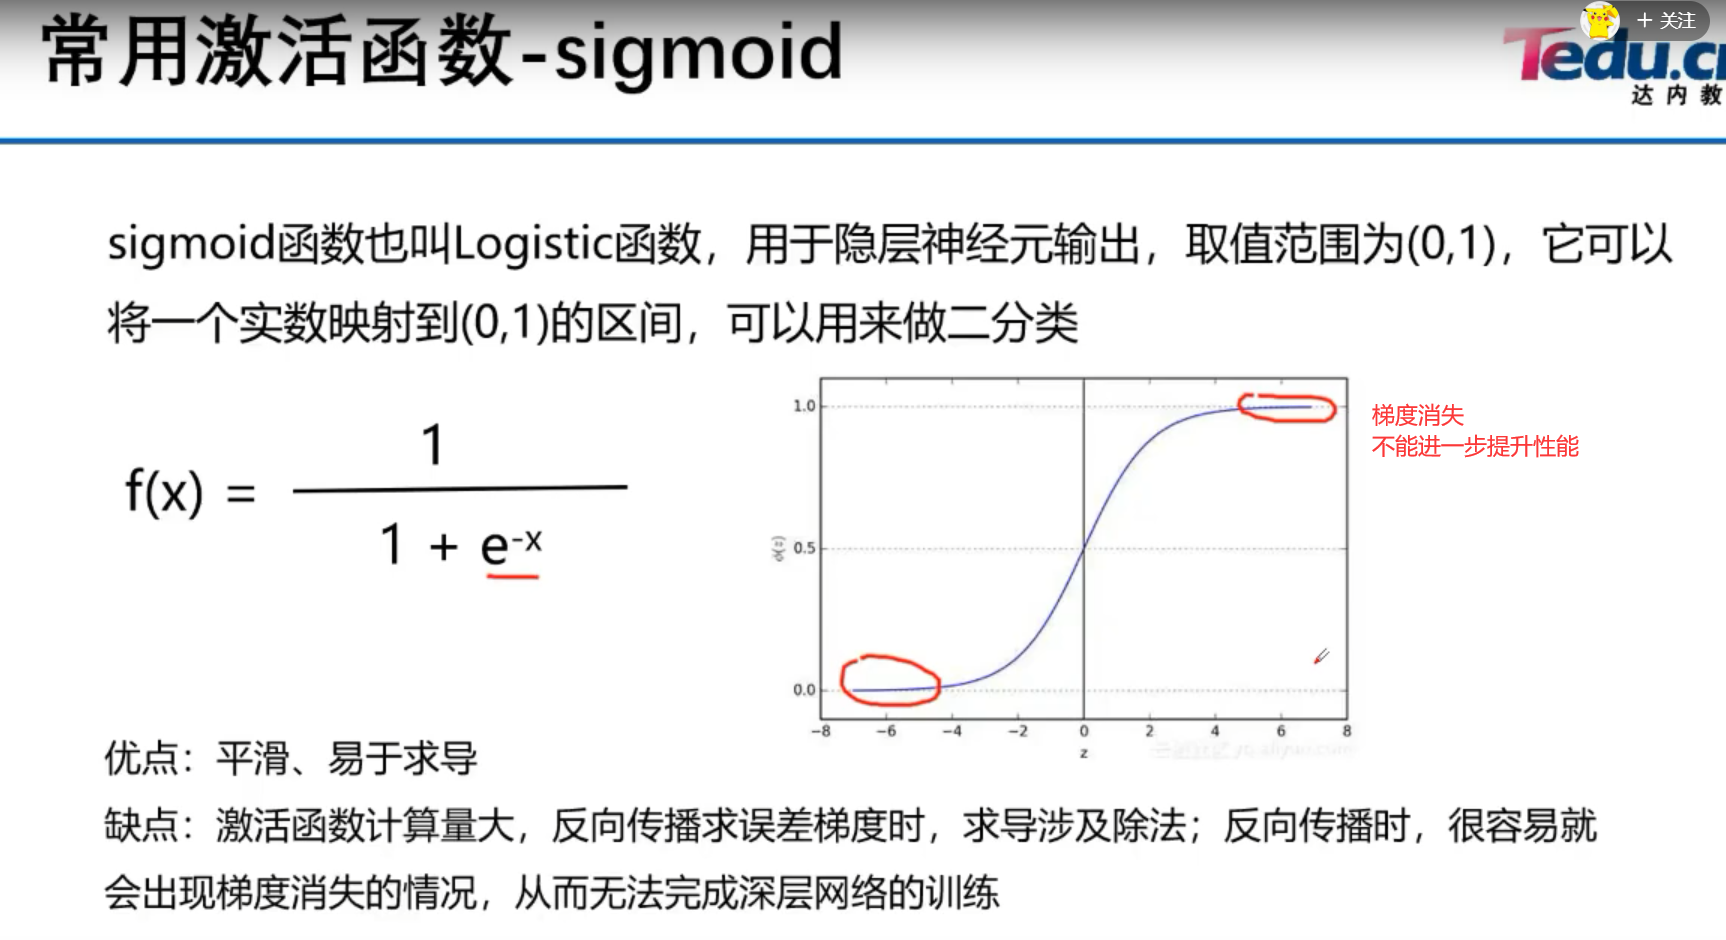 常用激活函数-sigmoid
+ 关注
Tedu.c
达内教
sigmoid函数也叫Logistic函数，用于隐层神经元输出，取值范围为(0,1)，它可以
将一个实数映射到(0,1)的区间，可以用来做二分类
f(x) =
1
1 + e-x
1.0
0.5
0.0
ϕ(z)
-8 -6 -4 -2 0 2 4 6 8
z
梯度消失
不能进一步提升性能
优点：平滑、易于求导
缺点：激活函数计算量大，反向传播求误差梯度时，求导涉及除法；反向传播时，很容易就
会出现梯度消失的情况，从而无法完成深层网络的训练